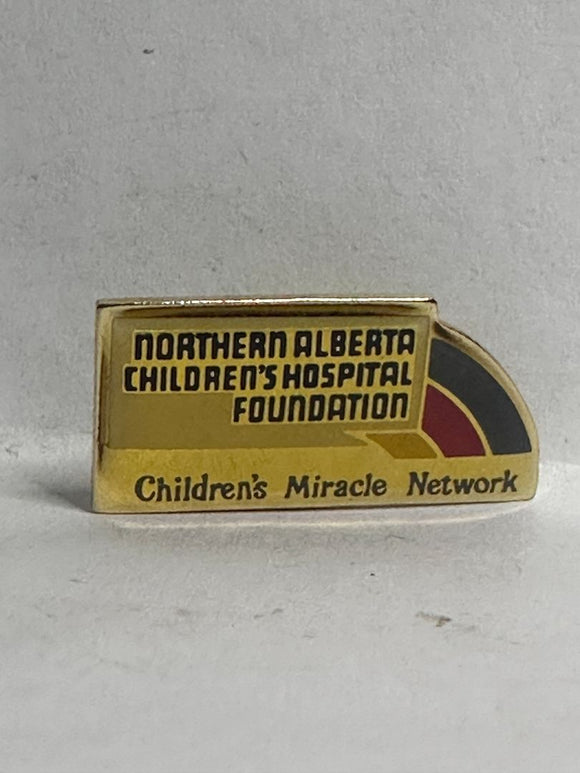 NORTHERN ALBERTA
CHILDREN'S HOSPITAL
FOUNDATION
Children's Miracle Network